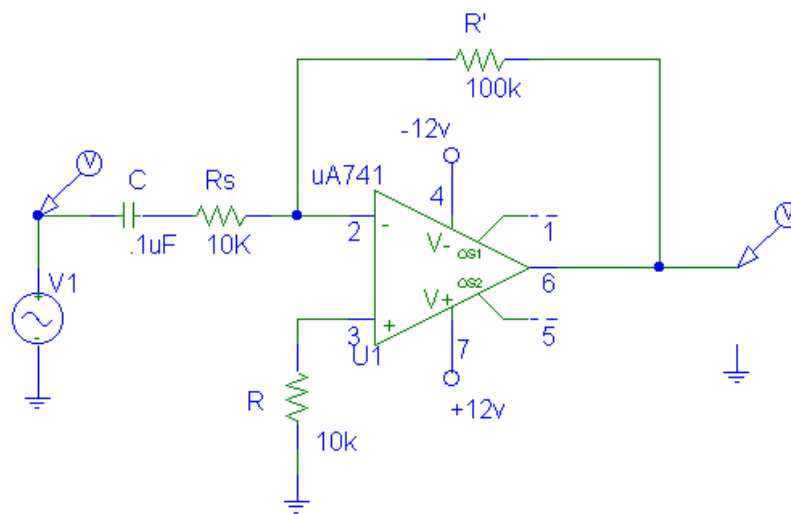 R'
100k
-12v
V
uA741
C
Rs
4
V
.1uF
10K
2
-
V-
OS1
1
V1
+
-
6
OS2
V+
3
+
5
U1
7
R
+12v
10k